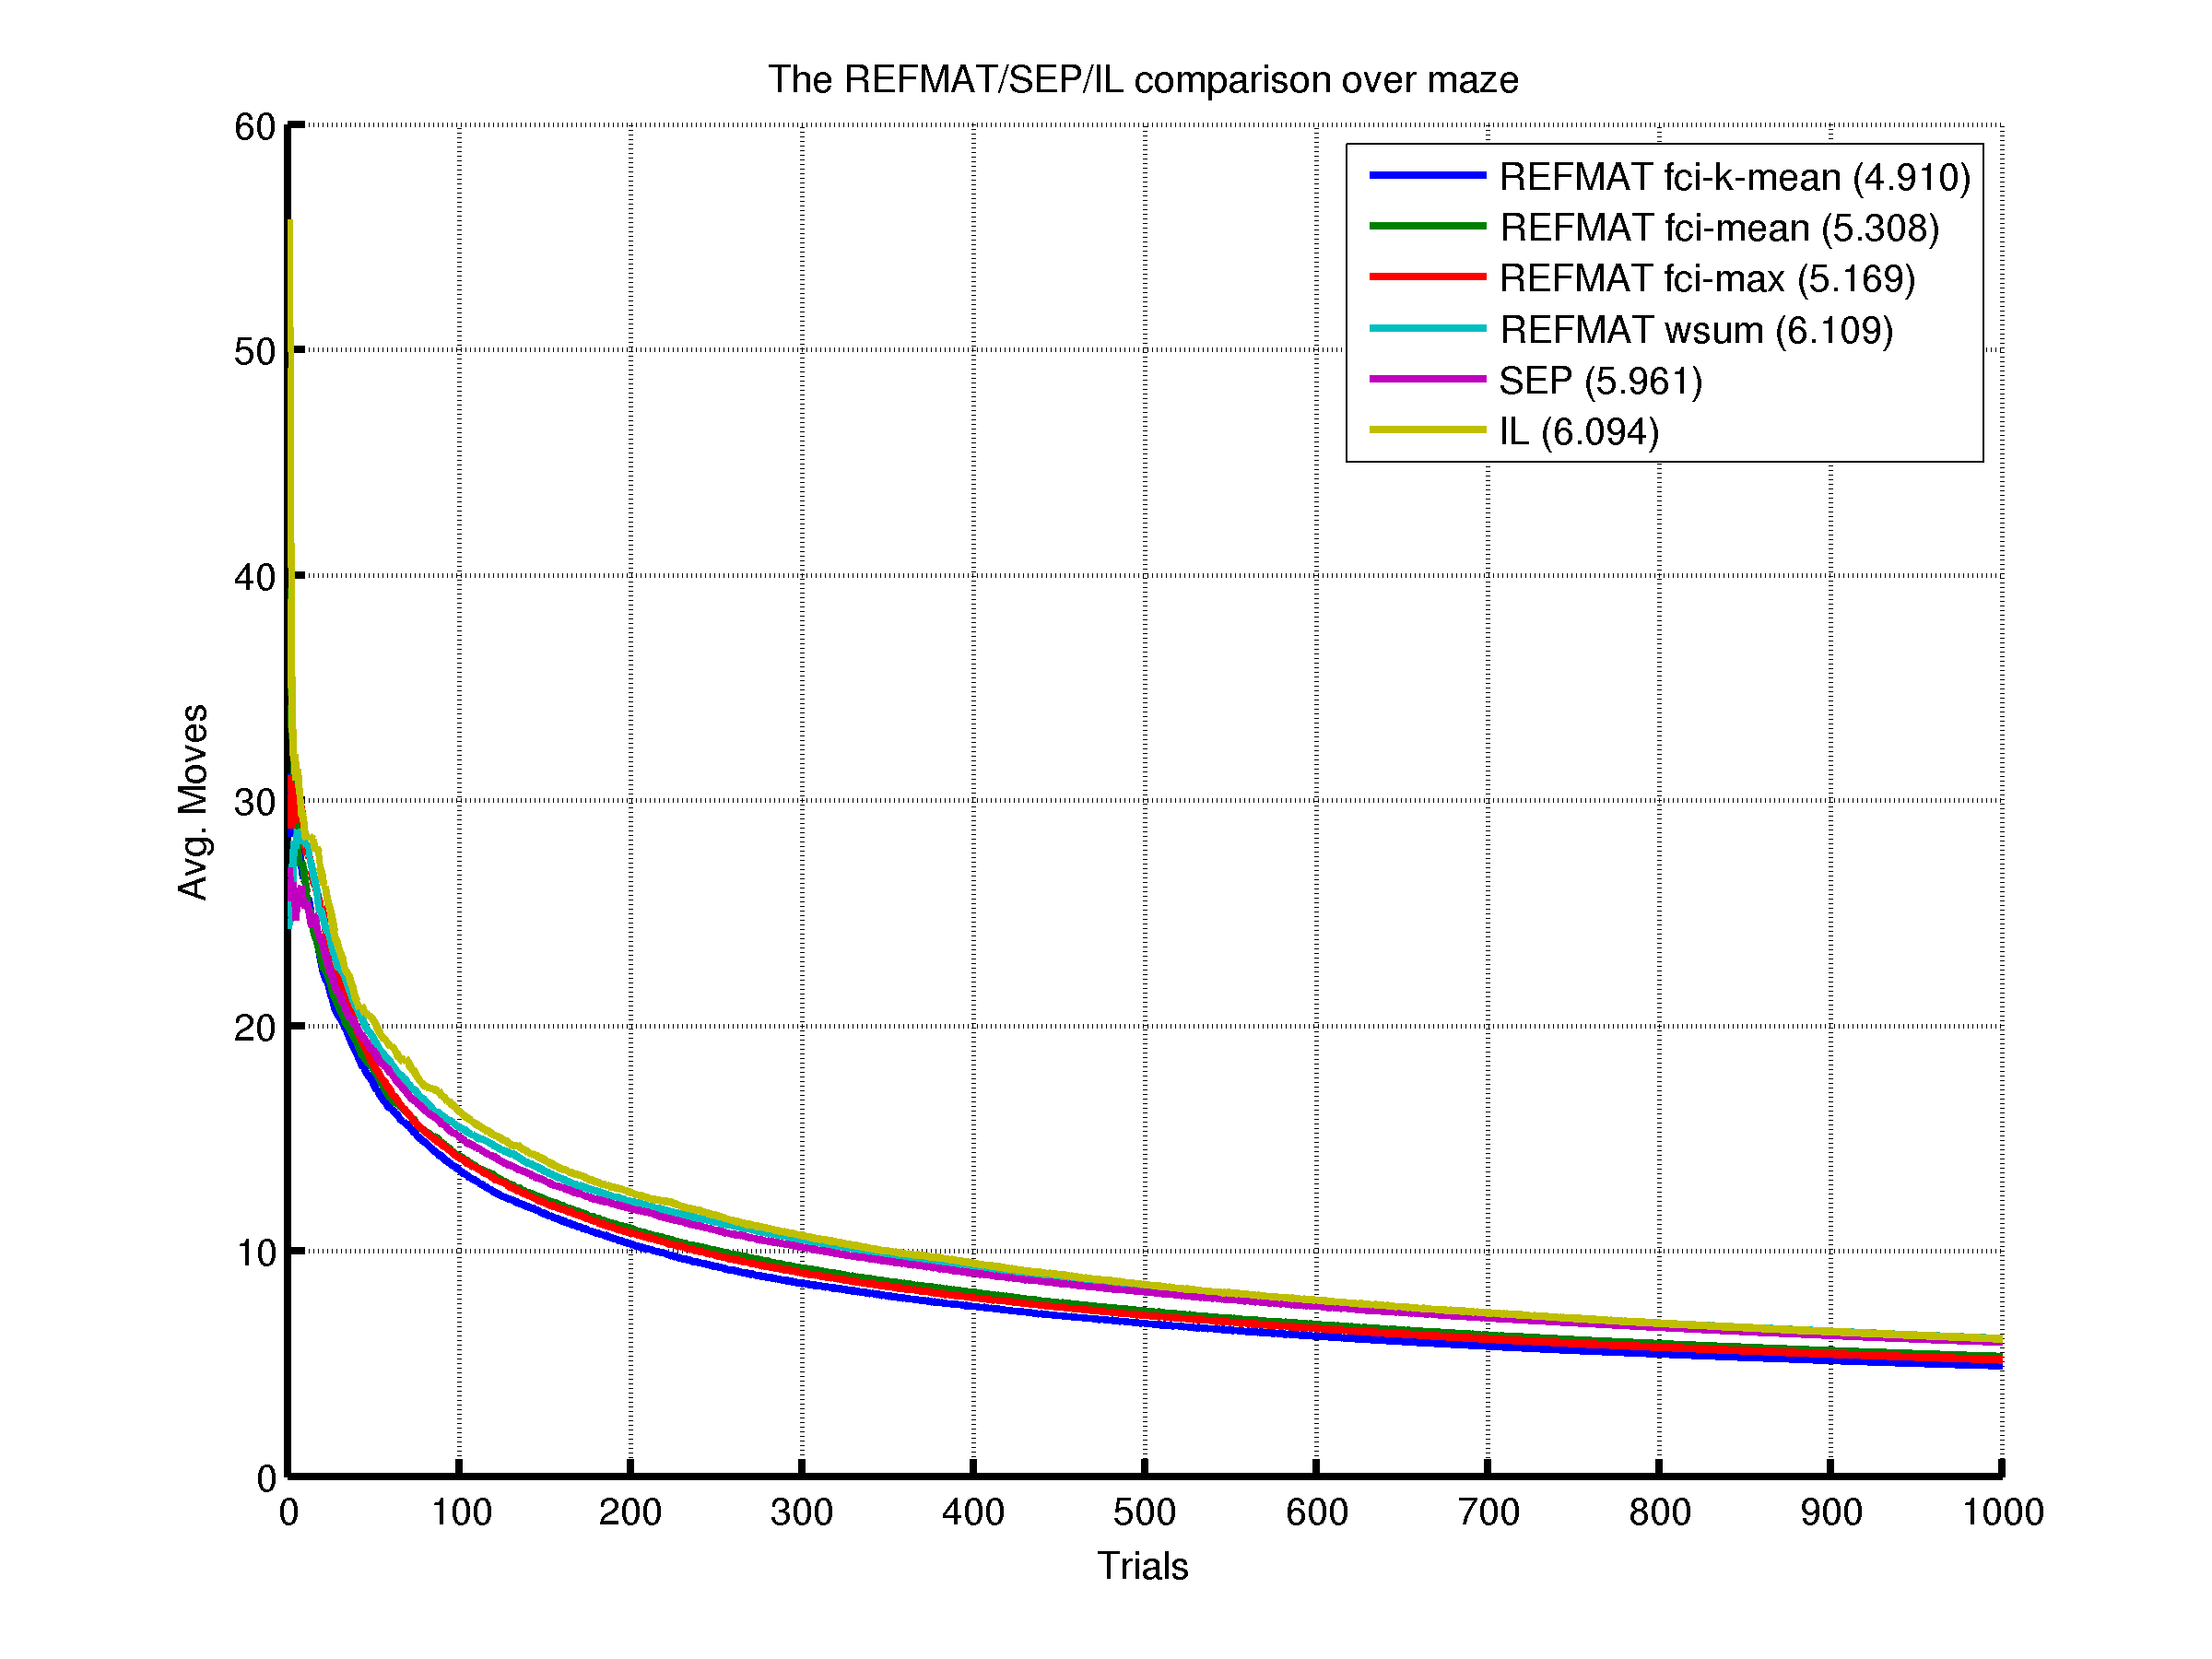 The REFMAT/SEP/IL comparison over maze
60
50
40
30
20
10
0
Avg. Moves
REFMAT fci-k-mean (4.910)
REFMAT fci-mean (5.308)
REFMAT fci-max (5.169)
REFMAT wsum (6.109)
SEP (5.961)
IL (6.094)
0 100 200 300 400 500 600 700 800 900 1000
Trials